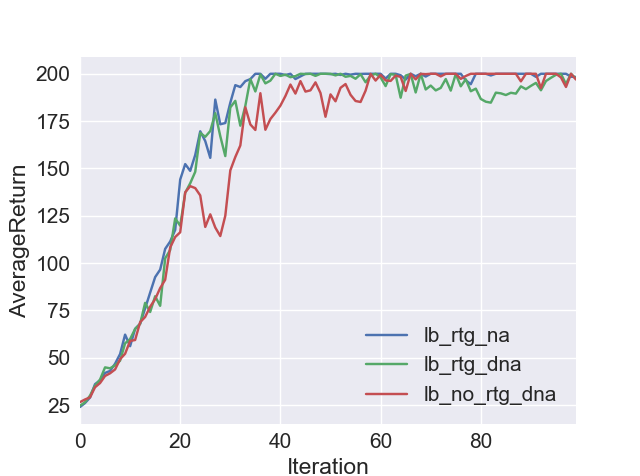 200
175
150
125
100
75
50
25
AverageReturn
0 20 40 60 80
Iteration
lb_rtg_na
lb_rtg_dna
lb_no_rtg_dna